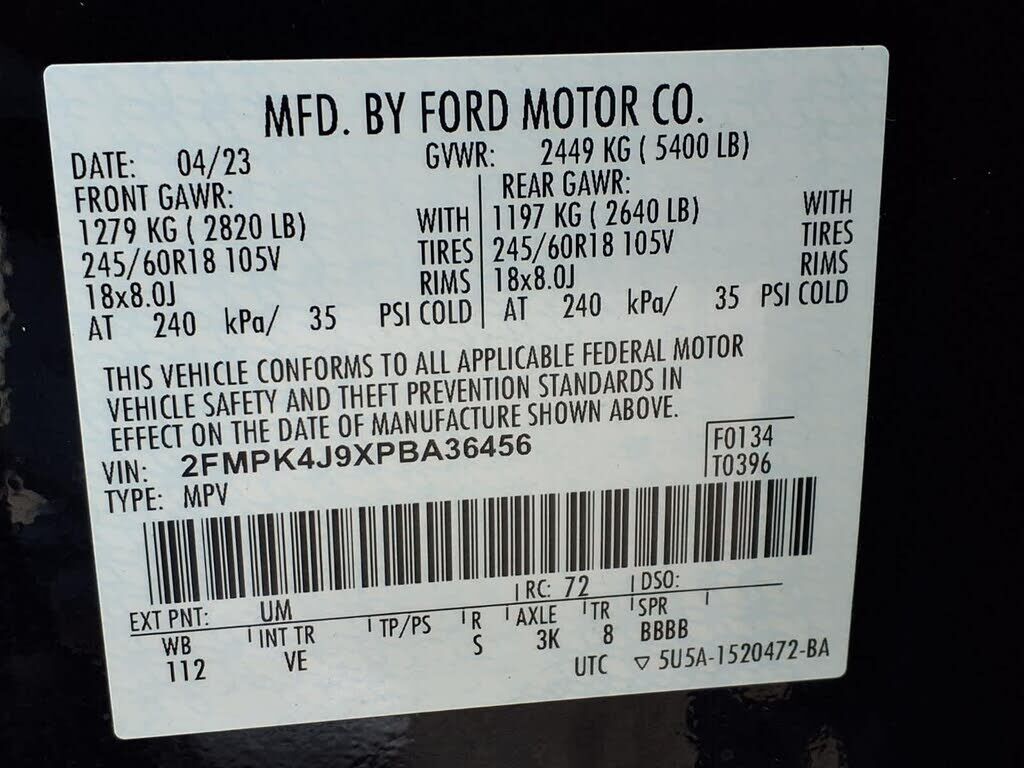 MFD. BY FORD MOTOR CO.
DATE: 04/23 GVWR: 2449 KG ( 5400 LB)
FRONT GAWR: REAR GAWR:
1279 KG ( 2820 LB) WITH 1197 KG ( 2640 LB) WITH
245/60R18 105V TIRES 245/60R18 105V TIRES
18x8.0J RIMS 18x8.0J RIMS
AT 240 kPa/ 35 PSI COLD AT 240 kPa/ 35 PSI COLD
THIS VEHICLE CONFORMS TO ALL APPLICABLE FEDERAL MOTOR
VEHICLE SAFETY AND THEFT PREVENTION STANDARDS IN
EFFECT ON THE DATE OF MANUFACTURE SHOWN ABOVE.
VIN: 2FMPK4J9XPBA36456 F0134
TYPE: MPV T0396
EXT PNT: UM RC: 72 DSO:
WB INT TR TP/PS R AXLE TR SPR
112 VE S 3K 8 BBBB
UTC ▽ 5U5A-1520472-BA